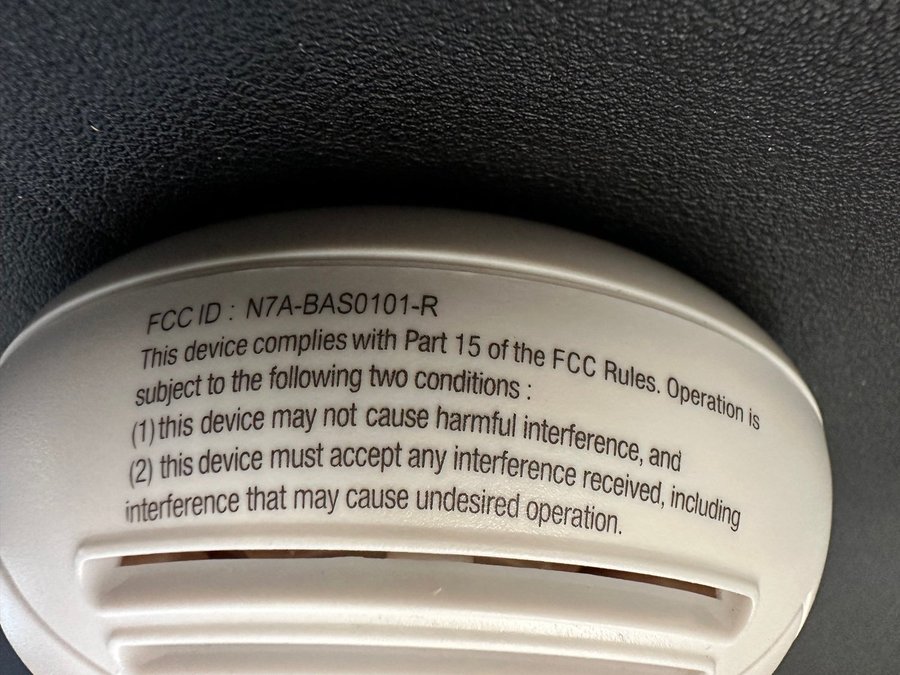 FCC ID : N7A-BAS0101-R
This device complies with Part 15 of the FCC Rules. Operation is
subject to the following two conditions :
(1)this device may not cause harmful interference, and
(2) this device must accept any interference received, including
interference that may cause undesired operation.